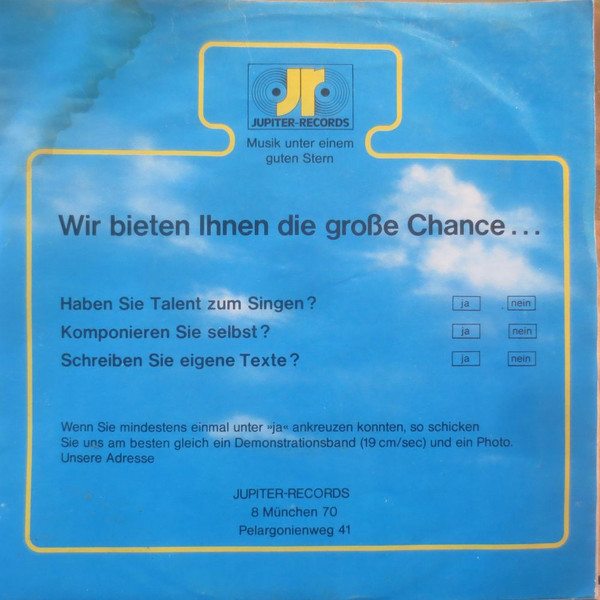 jr
JUPITER-RECORDS
Musik unter einem
guten Stern
Wir bieten Ihnen die große Chance...
Haben Sie Talent zum Singen? ja nein
Komponieren Sie selbst? ja nein
Schreiben Sie eigene Texte? ja nein
Wenn Sie mindestens einmal unter »ja« ankreuzen konnten, so schicken
Sie uns am besten gleich ein Demonstrationsband (19 cm/sec) und ein Photo.
Unsere Adresse
JUPITER-RECORDS
8 München 70
Pelargonienweg 41